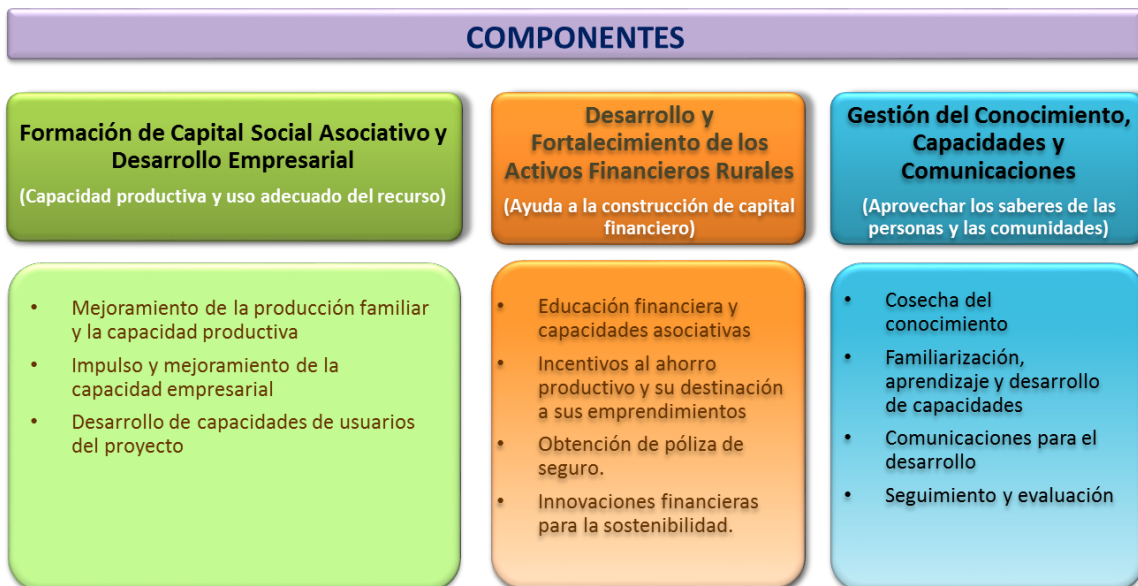 COMPONENTES
Formación de Capital Social Asociativo y
Desarrollo Empresarial
(Capacidad productiva y uso adecuado del recurso)
• Mejoramiento de la producción familiar
y la capacidad productiva
• Impulso y mejoramiento de la
capacidad empresarial
• Desarrollo de capacidades de usuarios
del proyecto
Desarrollo y
Fortalecimiento de los
Activos Financieros Rurales
(Ayuda a la construcción de capital
financiero)
• Educación financiera y
capacidades asociativas
• Incentivos al ahorro
productivo y su destinación
a sus emprendimientos
• Obtención de póliza de
seguro.
• Innovaciones financieras
para la sostenibilidad.
Gestión del Conocimiento,
Capacidades y
Comunicaciones
(Aprovechar los saberes de las
personas y las comunidades)
• Cosecha del
conocimiento
• Familiarización,
aprendizaje y desarrollo
de capacidades
• Comunicaciones para el
desarrollo
• Seguimiento y evaluación